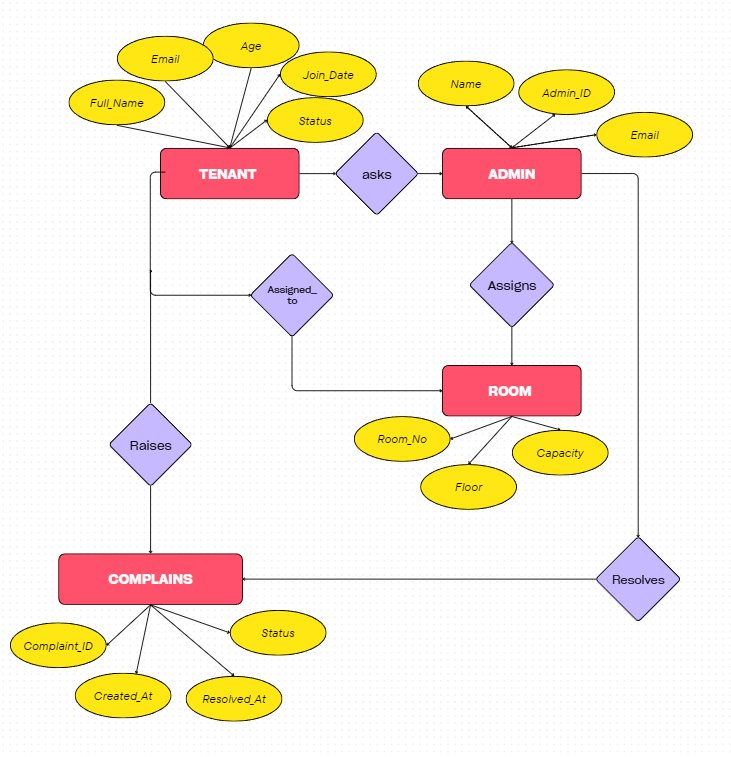 Age
Email
Join_Date
Full_Name
Status
Name
Admin_ID
Email
TENANT
asks
ADMIN
Assigned_
to
Assigns
ROOM
Room_No
Capacity
Floor
Raises
COMPLAINS
Resolves
Status
Complaint_ID
Created_At
Resolved_At